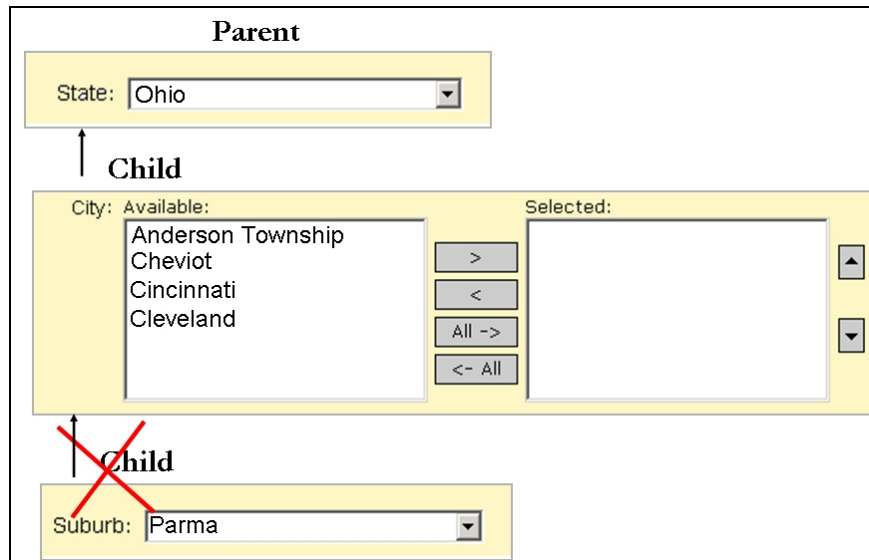 Parent
State: Ohio
Child
City: Available: Selected:
Anderson Township
Cheviot
Cincinnati
Cleveland
>
<
All ->
<- All
Child
Suburb: Parma